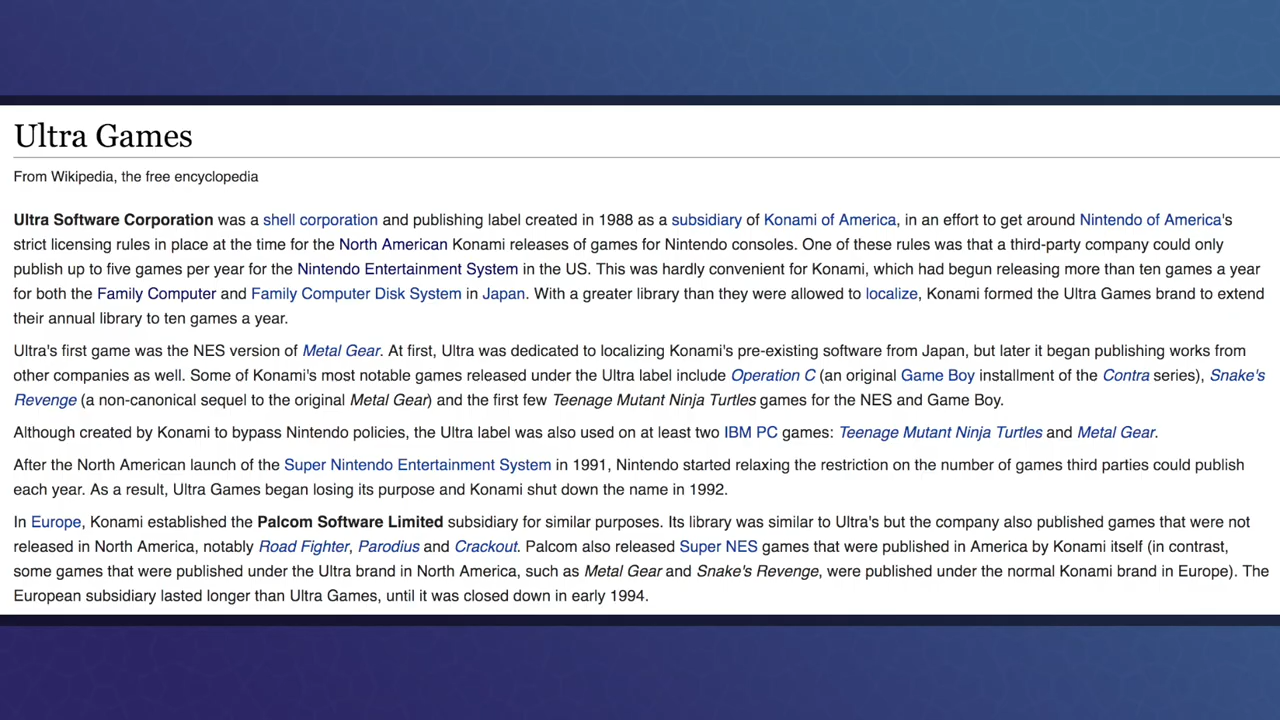 Ultra Games
From Wikipedia, the free encyclopedia
Ultra Software Corporation was a shell corporation and publishing label created in 1988 as a subsidiary of Konami of America, in an effort to get around Nintendo of America's
strict licensing rules in place at the time for the North American Konami releases of games for Nintendo consoles. One of these rules was that a third-party company could only
publish up to five games per year for the Nintendo Entertainment System in the US. This was hardly convenient for Konami, which had begun releasing more than ten games a year
for both the Family Computer and Family Computer Disk System in Japan. With a greater library than they were allowed to localize, Konami formed the Ultra Games brand to extend
their annual library to ten games a year.
Ultra's first game was the NES version of Metal Gear. At first, Ultra was dedicated to localizing Konami's pre-existing software from Japan, but later it began publishing works from
other companies as well. Some of Konami's most notable games released under the Ultra label include Operation C (an original Game Boy installment of the Contra series), Snake's
Revenge (a non-canonical sequel to the original Metal Gear) and the first few Teenage Mutant Ninja Turtles games for the NES and Game Boy.
Although created by Konami to bypass Nintendo policies, the Ultra label was also used on at least two IBM PC games: Teenage Mutant Ninja Turtles and Metal Gear.
After the North American launch of the Super Nintendo Entertainment System in 1991, Nintendo started relaxing the restriction on the number of games third parties could publish
each year. As a result, Ultra Games began losing its purpose and Konami shut down the name in 1992.
In Europe, Konami established the Palcom Software Limited subsidiary for similar purposes. Its library was similar to Ultra's but the company also published games that were not
released in North America, notably Road Fighter, Parodius and Crackout. Palcom also released Super NES games that were published in America by Konami itself (in contrast,
some games that were published under the Ultra brand in North America, such as Metal Gear and Snake's Revenge, were published under the normal Konami brand in Europe). The
European subsidiary lasted longer than Ultra Games, until it was closed down in early 1994.